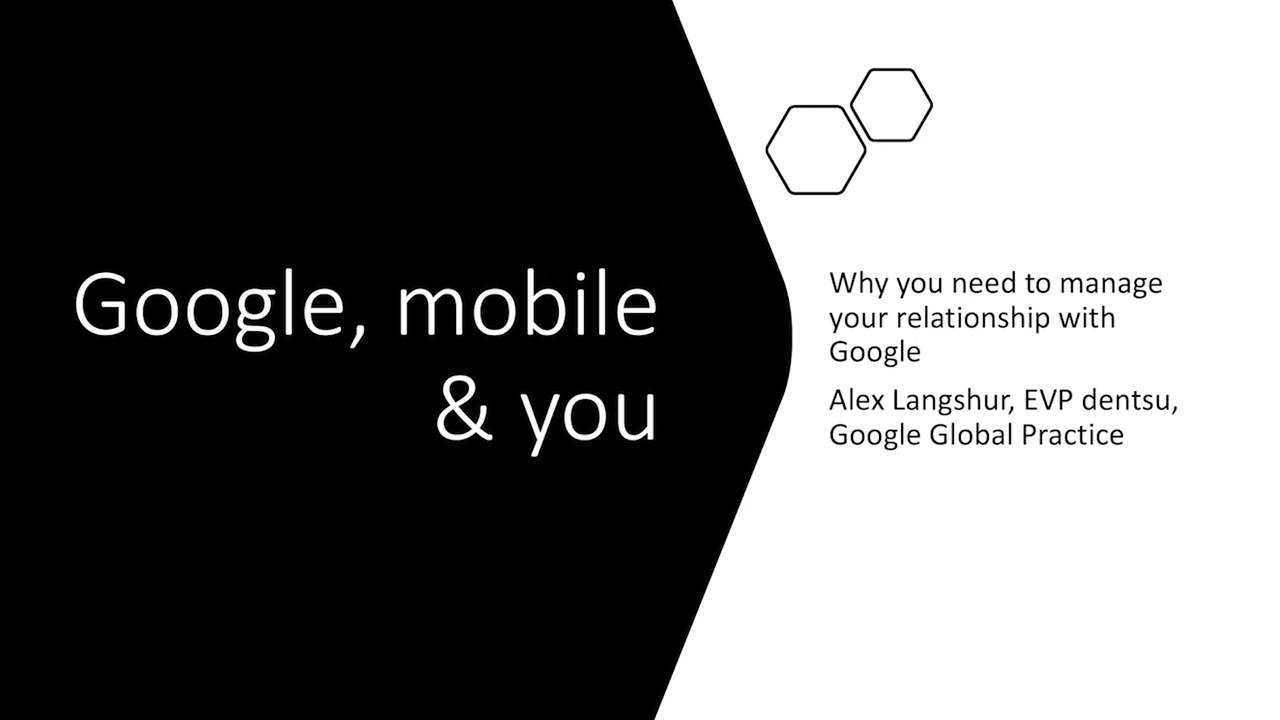 Google, mobile
& you
Why you need to manage
your relationship with
Google
Alex Langshur, EVP dentsu,
Google Global Practice